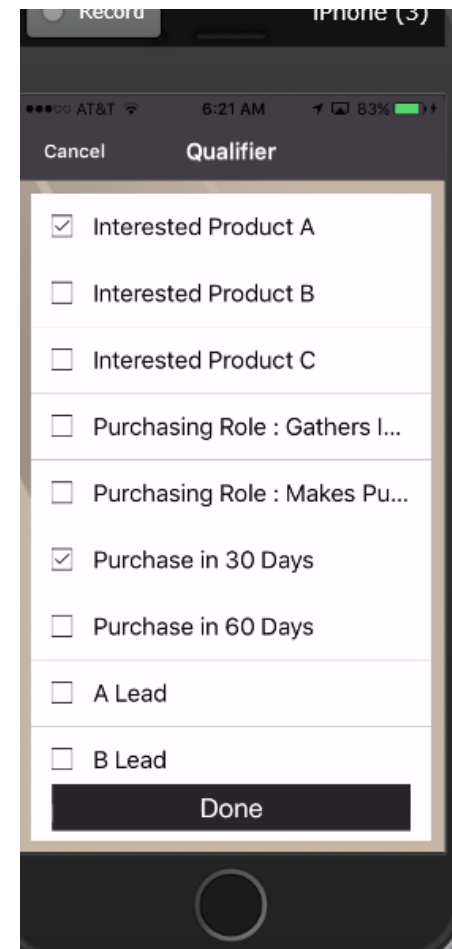 Record iPhone (3)
AT&T 6:21 AM 83%
Cancel Qualifier
Interested Product A
Interested Product B
Interested Product C
Purchasing Role : Gathers I...
Purchasing Role : Makes Pu...
Purchase in 30 Days
Purchase in 60 Days
A Lead
B Lead
Done